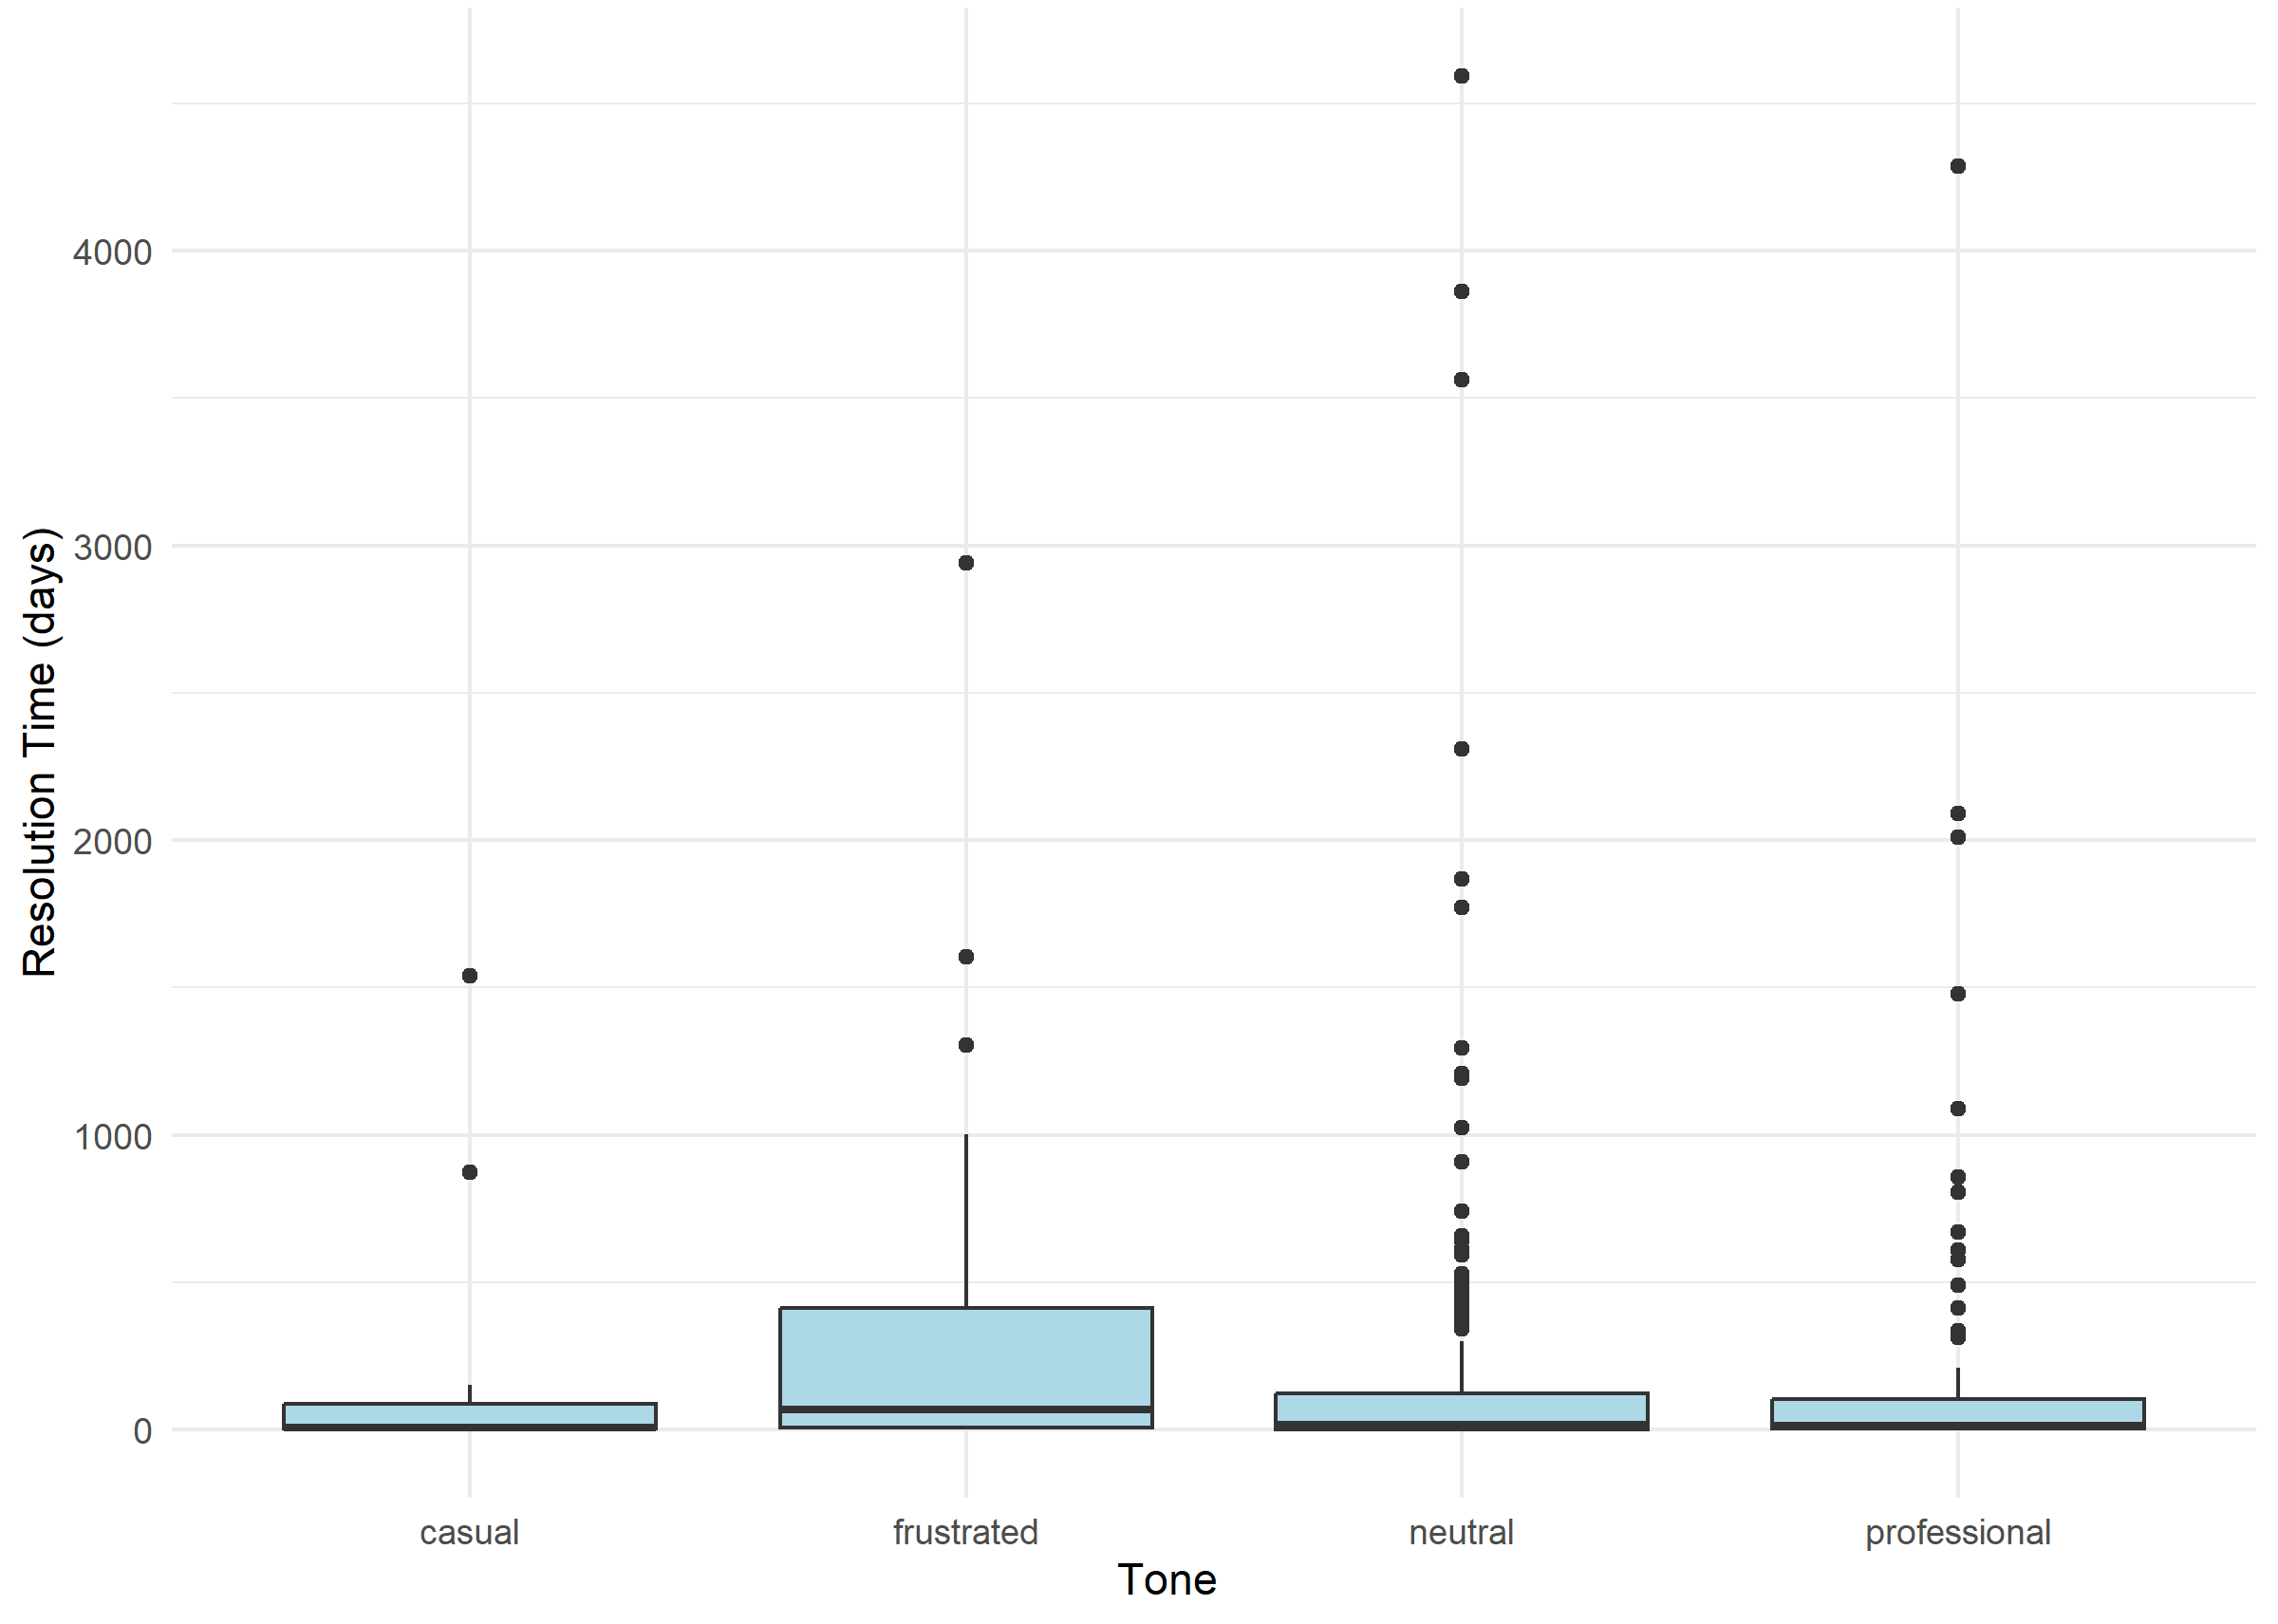 Resolution Time (days)
4000
3000
2000
1000
0
casual
frustrated
neutral
professional
Tone